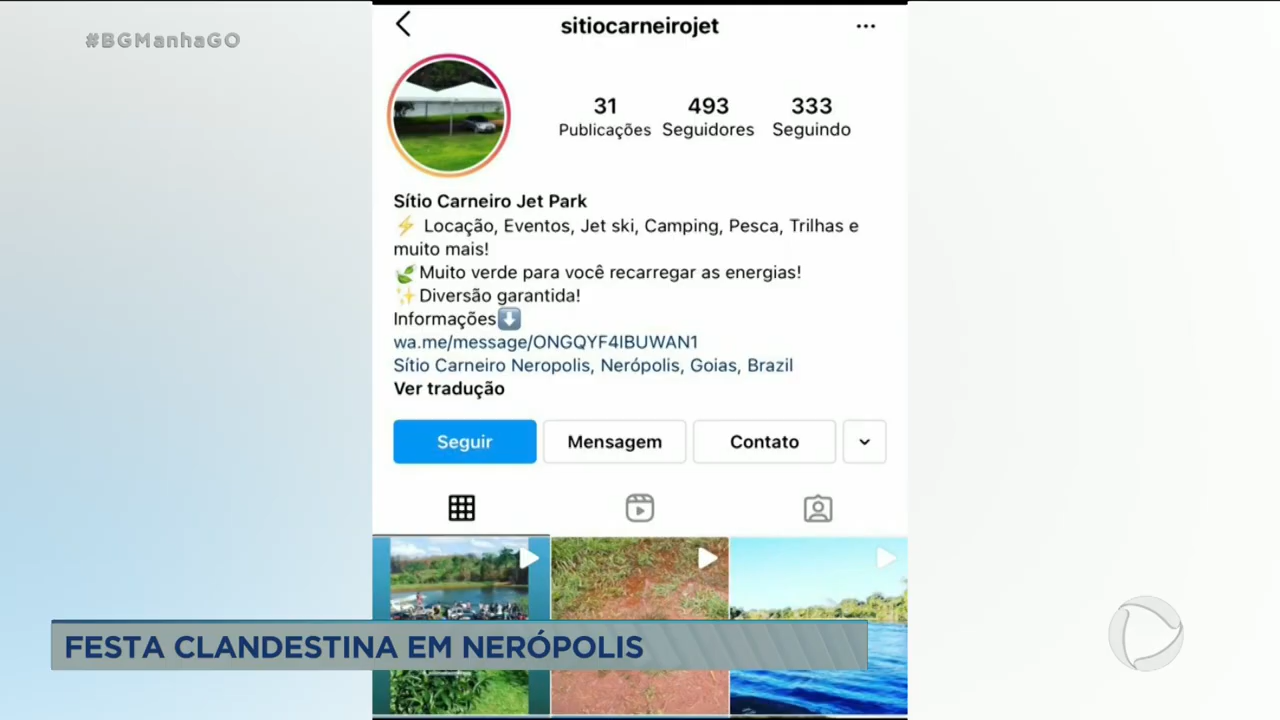 #BGManhaGO
sitiocarneirojet
31
493
333
Publicações
Seguidores
Seguindo
Sítio Carneiro Jet Park
⚡ Locação, Eventos, Jet ski, Camping, Pesca, Trilhas e
muito mais!
🍃Muito verde para você recarregar as energias!
✨Diversão garantida!
Informações⬇️
wa.me/message/ONGQYF4IBUWAN1
Sítio Carneiro Neropolis, Nerópolis, Goias, Brazil
Ver tradução
Seguir
Mensagem
Contato
FESTA CLANDESTINA EM NERÓPOLIS